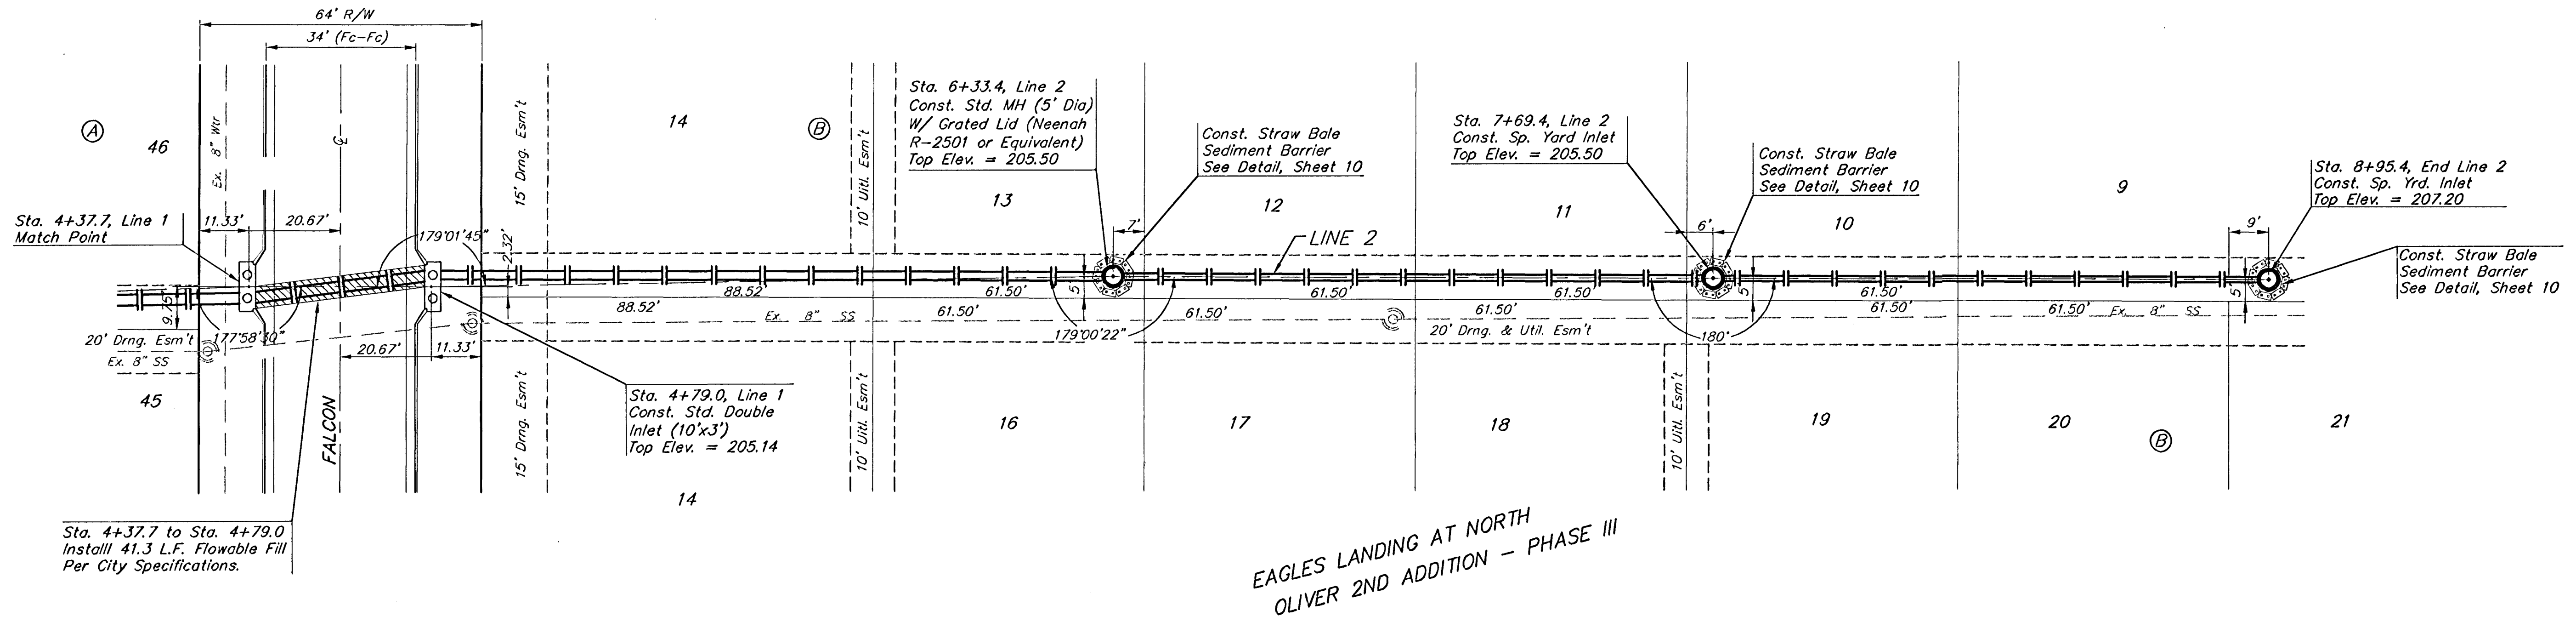 64' R/W
34' (Fc-Fc)
A
46
Ex. 8" Wtr
℄
15' Drng. Esm't
14
B
10' Uitl. Esm't
Sta. 6+33.4, Line 2
Const. Std. MH (5' Dia)
W/ Grated Lid (Neenah
R-2501 or Equivalent)
Top Elev. = 205.50
13
Const. Straw Bale
Sediment Barrier
See Detail, Sheet 10
12
Sta. 7+69.4, Line 2
Const. Sp. Yard Inlet
Top Elev. = 205.50
11
Const. Straw Bale
Sediment Barrier
See Detail, Sheet 10
10
9
Sta. 8+95.4, End Line 2
Const. Sp. Yrd. Inlet
Top Elev. = 207.20
Sta. 4+37.7, Line 1
Match Point
11.33'
20.67'
179°01'45"
2.32'
7'
LINE 2
6'
9'
Const. Straw Bale
Sediment Barrier
See Detail, Sheet 10
9.75'
88.52'
61.50'
5'
61.50'
61.50'
5'
61.50'
5'
88.52'
61.50'
61.50'
61.50'
61.50'
61.50'
Ex. 8" SS
Ex. 8" SS
20' Drng. Esm't
177°58'30"
Ex. 8" SS
20.67'
11.33'
179°00'22"
20' Drng. & Util. Esm't
180°
45
FALCON
15' Drng. Esm't
Sta. 4+79.0, Line 1
Const. Std. Double
Inlet (10'x3')
Top Elev. = 205.14
14
10' Uitl. Esm't
16
17
18
10' Uitl. Esm't
19
20
B
21
Sta. 4+37.7 to Sta. 4+79.0
Installl 41.3 L.F. Flowable Fill
Per City Specifications.
EAGLES LANDING AT NORTH
OLIVER 2ND ADDITION - PHASE III